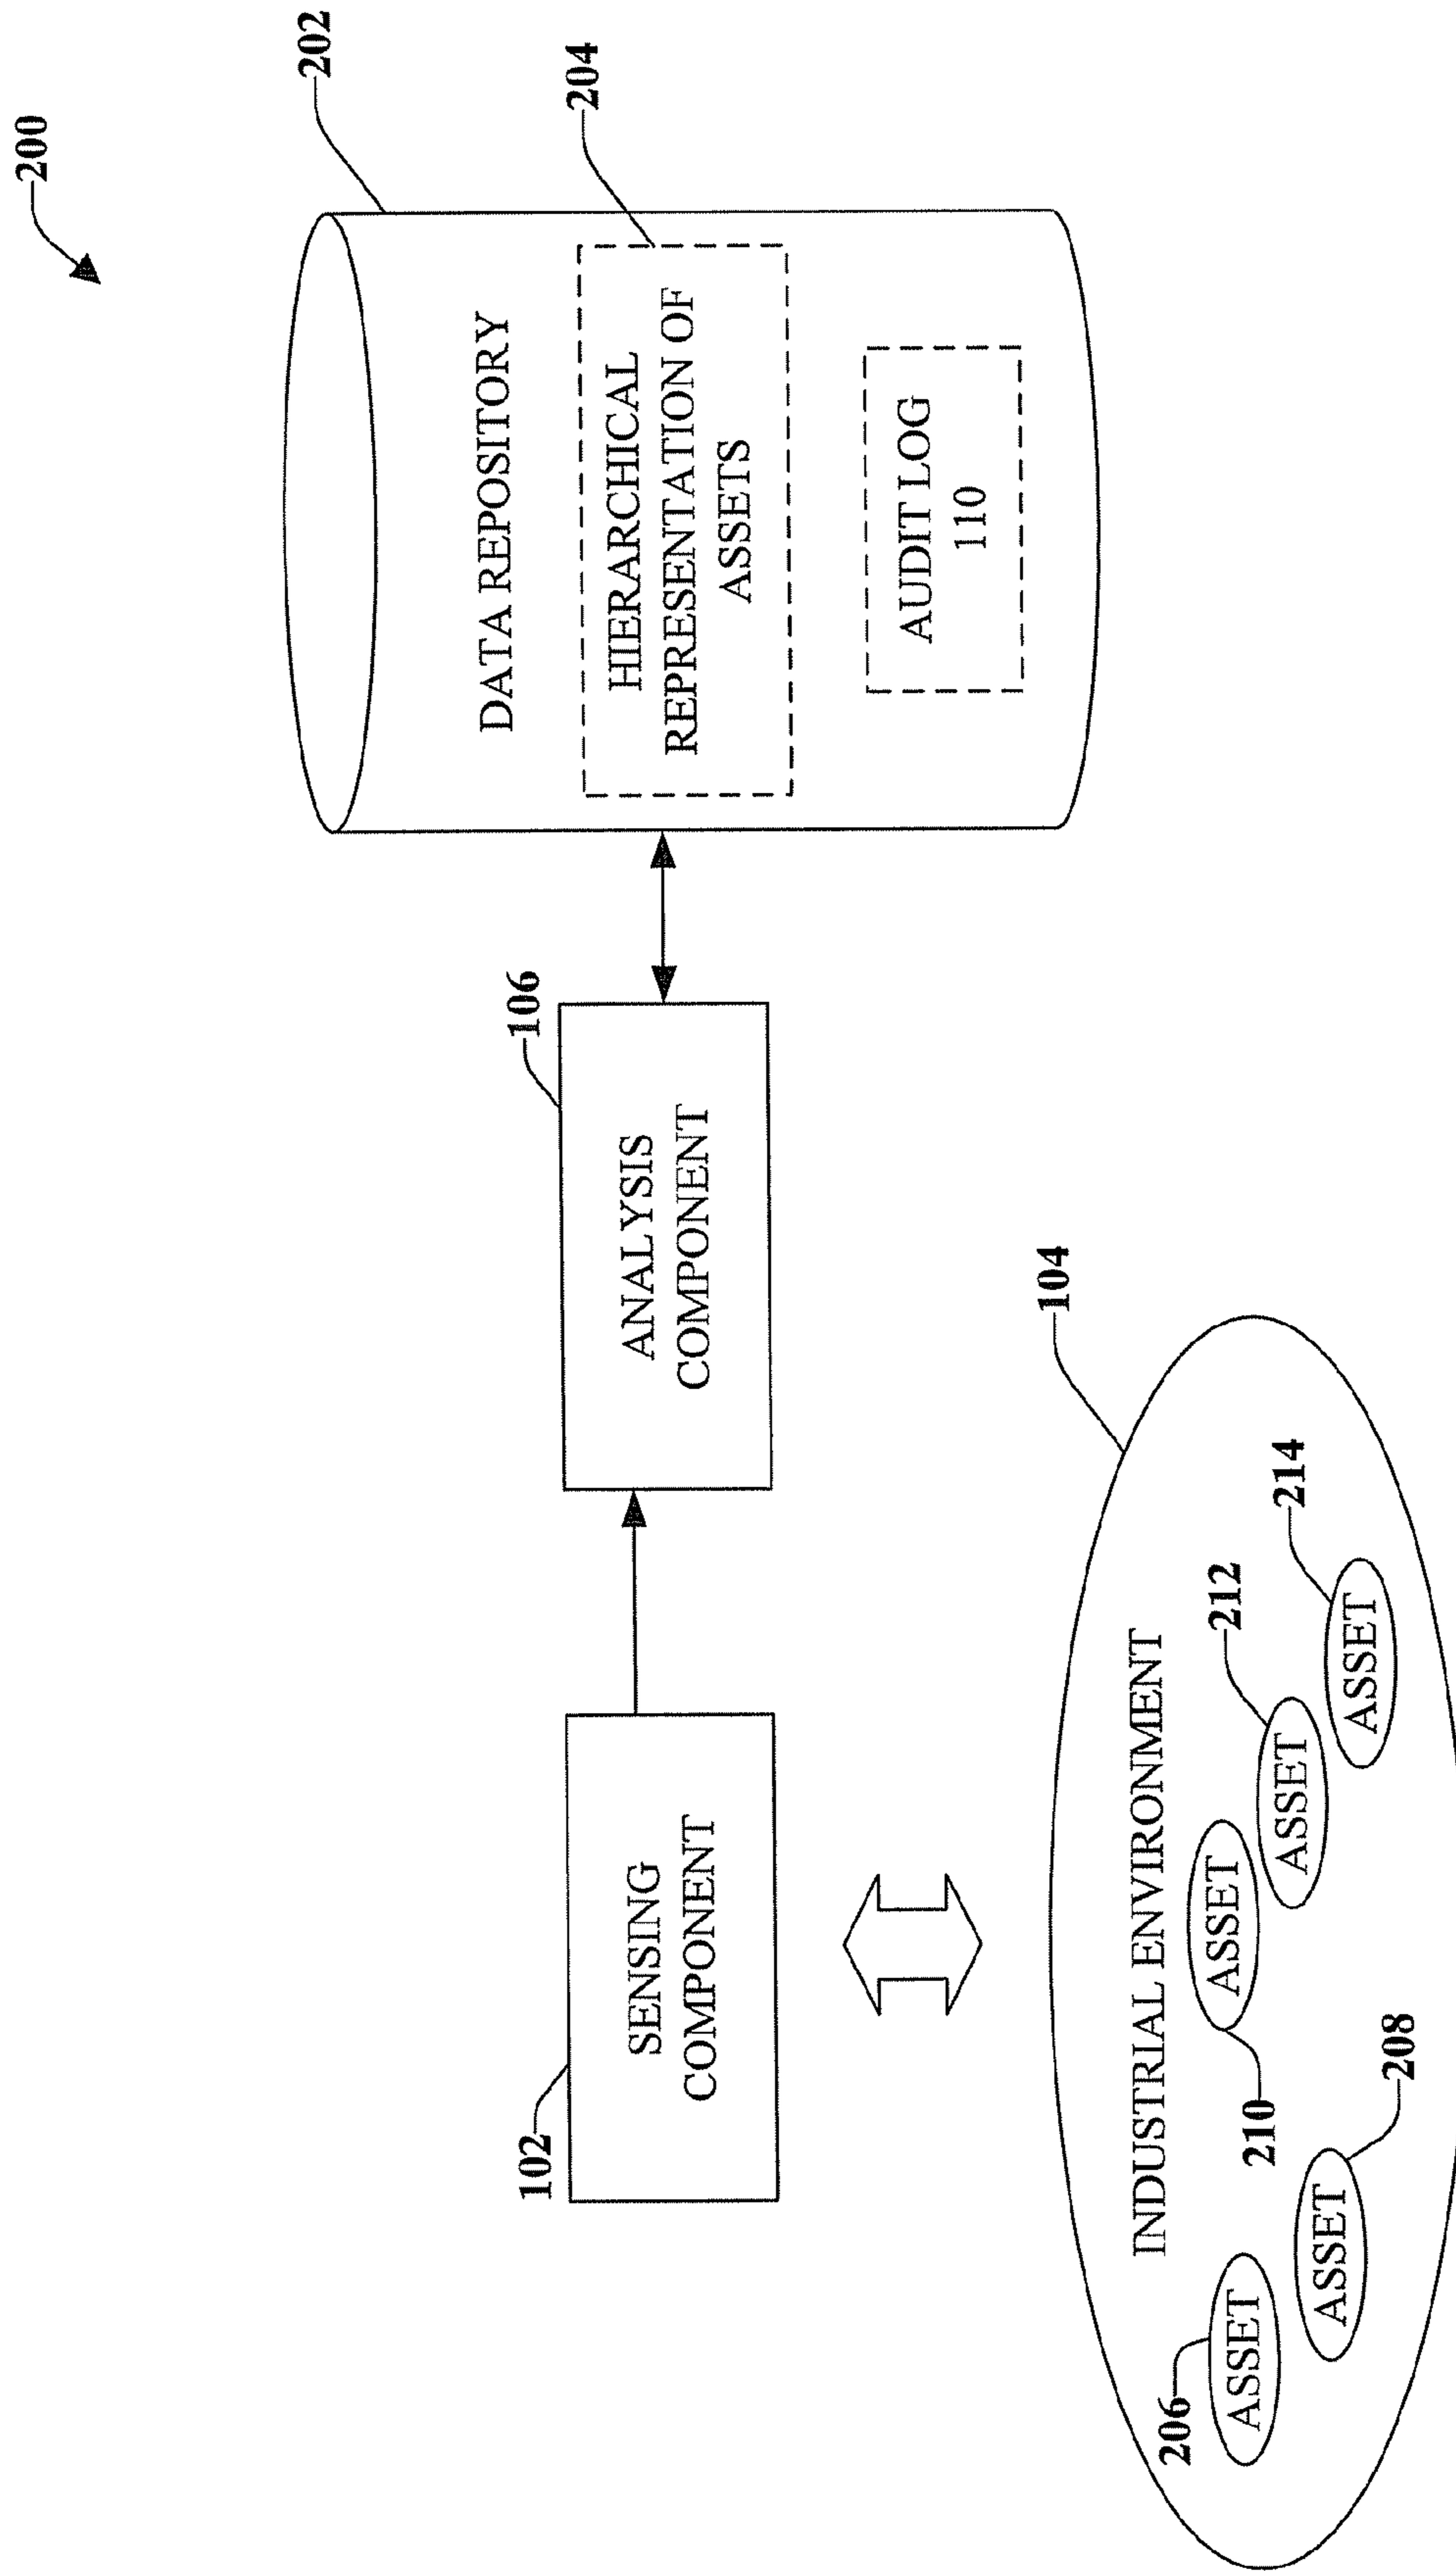 200
202
DATA REPOSITORY
204
HIERARCHICAL
REPRESENTATION OF
ASSETS
AUDIT LOG
110
106
ANALYSIS
COMPONENT
102
SENSING
COMPONENT
104
INDUSTRIAL ENVIRONMENT
206
ASSET
208
ASSET
210
ASSET
212
ASSET
214
ASSET